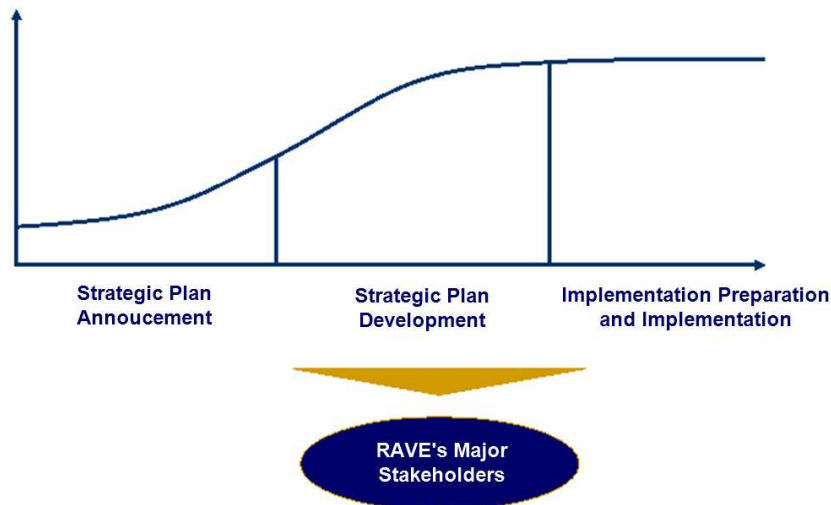 Strategic Plan
Annoucement
Strategic Plan
Development
Implementation Preparation
and Implementation
RAVE's Major
Stakeholders